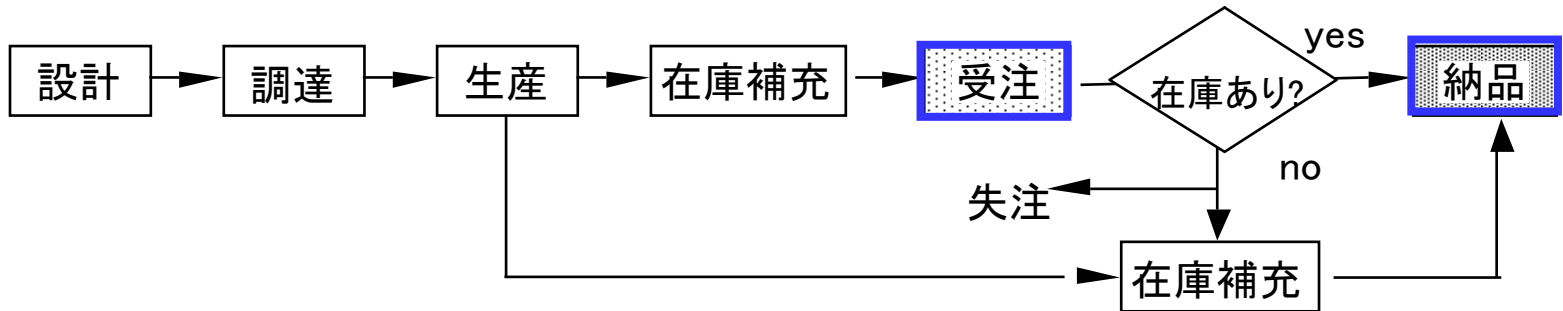 設計
調達
生産
在庫補充
受注
在庫あり?
yes
納品
no
失注
在庫補充